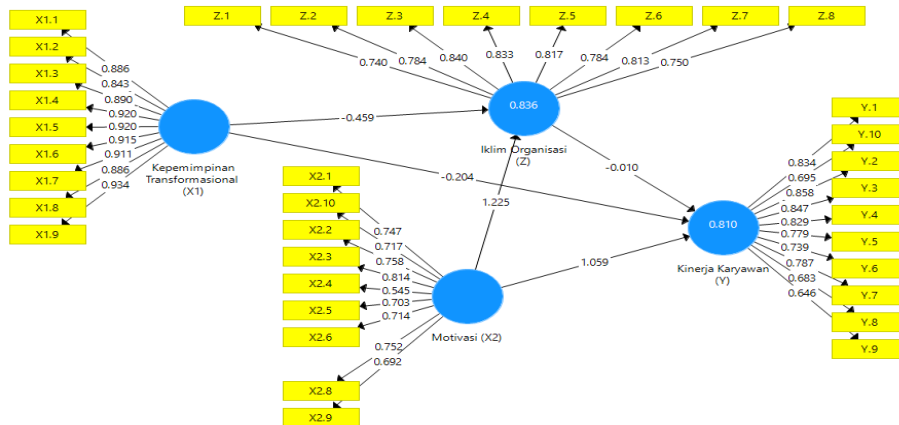 X1.1
X1.2
X1.3
X1.4
X1.5
X1.6
X1.7
X1.8
X1.9
0.886
0.843
0.890
0.920
0.920
0.915
0.911
0.886
0.934
Kepemimpinan
Transformasional
(X1)
Z.1
Z.2
Z.3
Z.4
Z.5
Z.6
Z.7
Z.8
0.740
0.784
0.840
0.833
0.817
0.784
0.813
0.750
0.836
Iklim Organisasi
(Z)
-0.459
-0.204
-0.010
1.225
1.059
X2.1
X2.10
X2.2
X2.3
X2.4
X2.5
X2.6
X2.8
X2.9
0.747
0.717
0.758
0.814
0.545
0.703
0.714
0.752
0.692
Motivasi (X2)
0.810
Kinerja Karyawan
(Y)
0.834
0.695
0.858
0.847
0.829
0.779
0.739
0.787
0.683
0.646
Y.1
Y.10
Y.2
Y.3
Y.4
Y.5
Y.6
Y.7
Y.8
Y.9